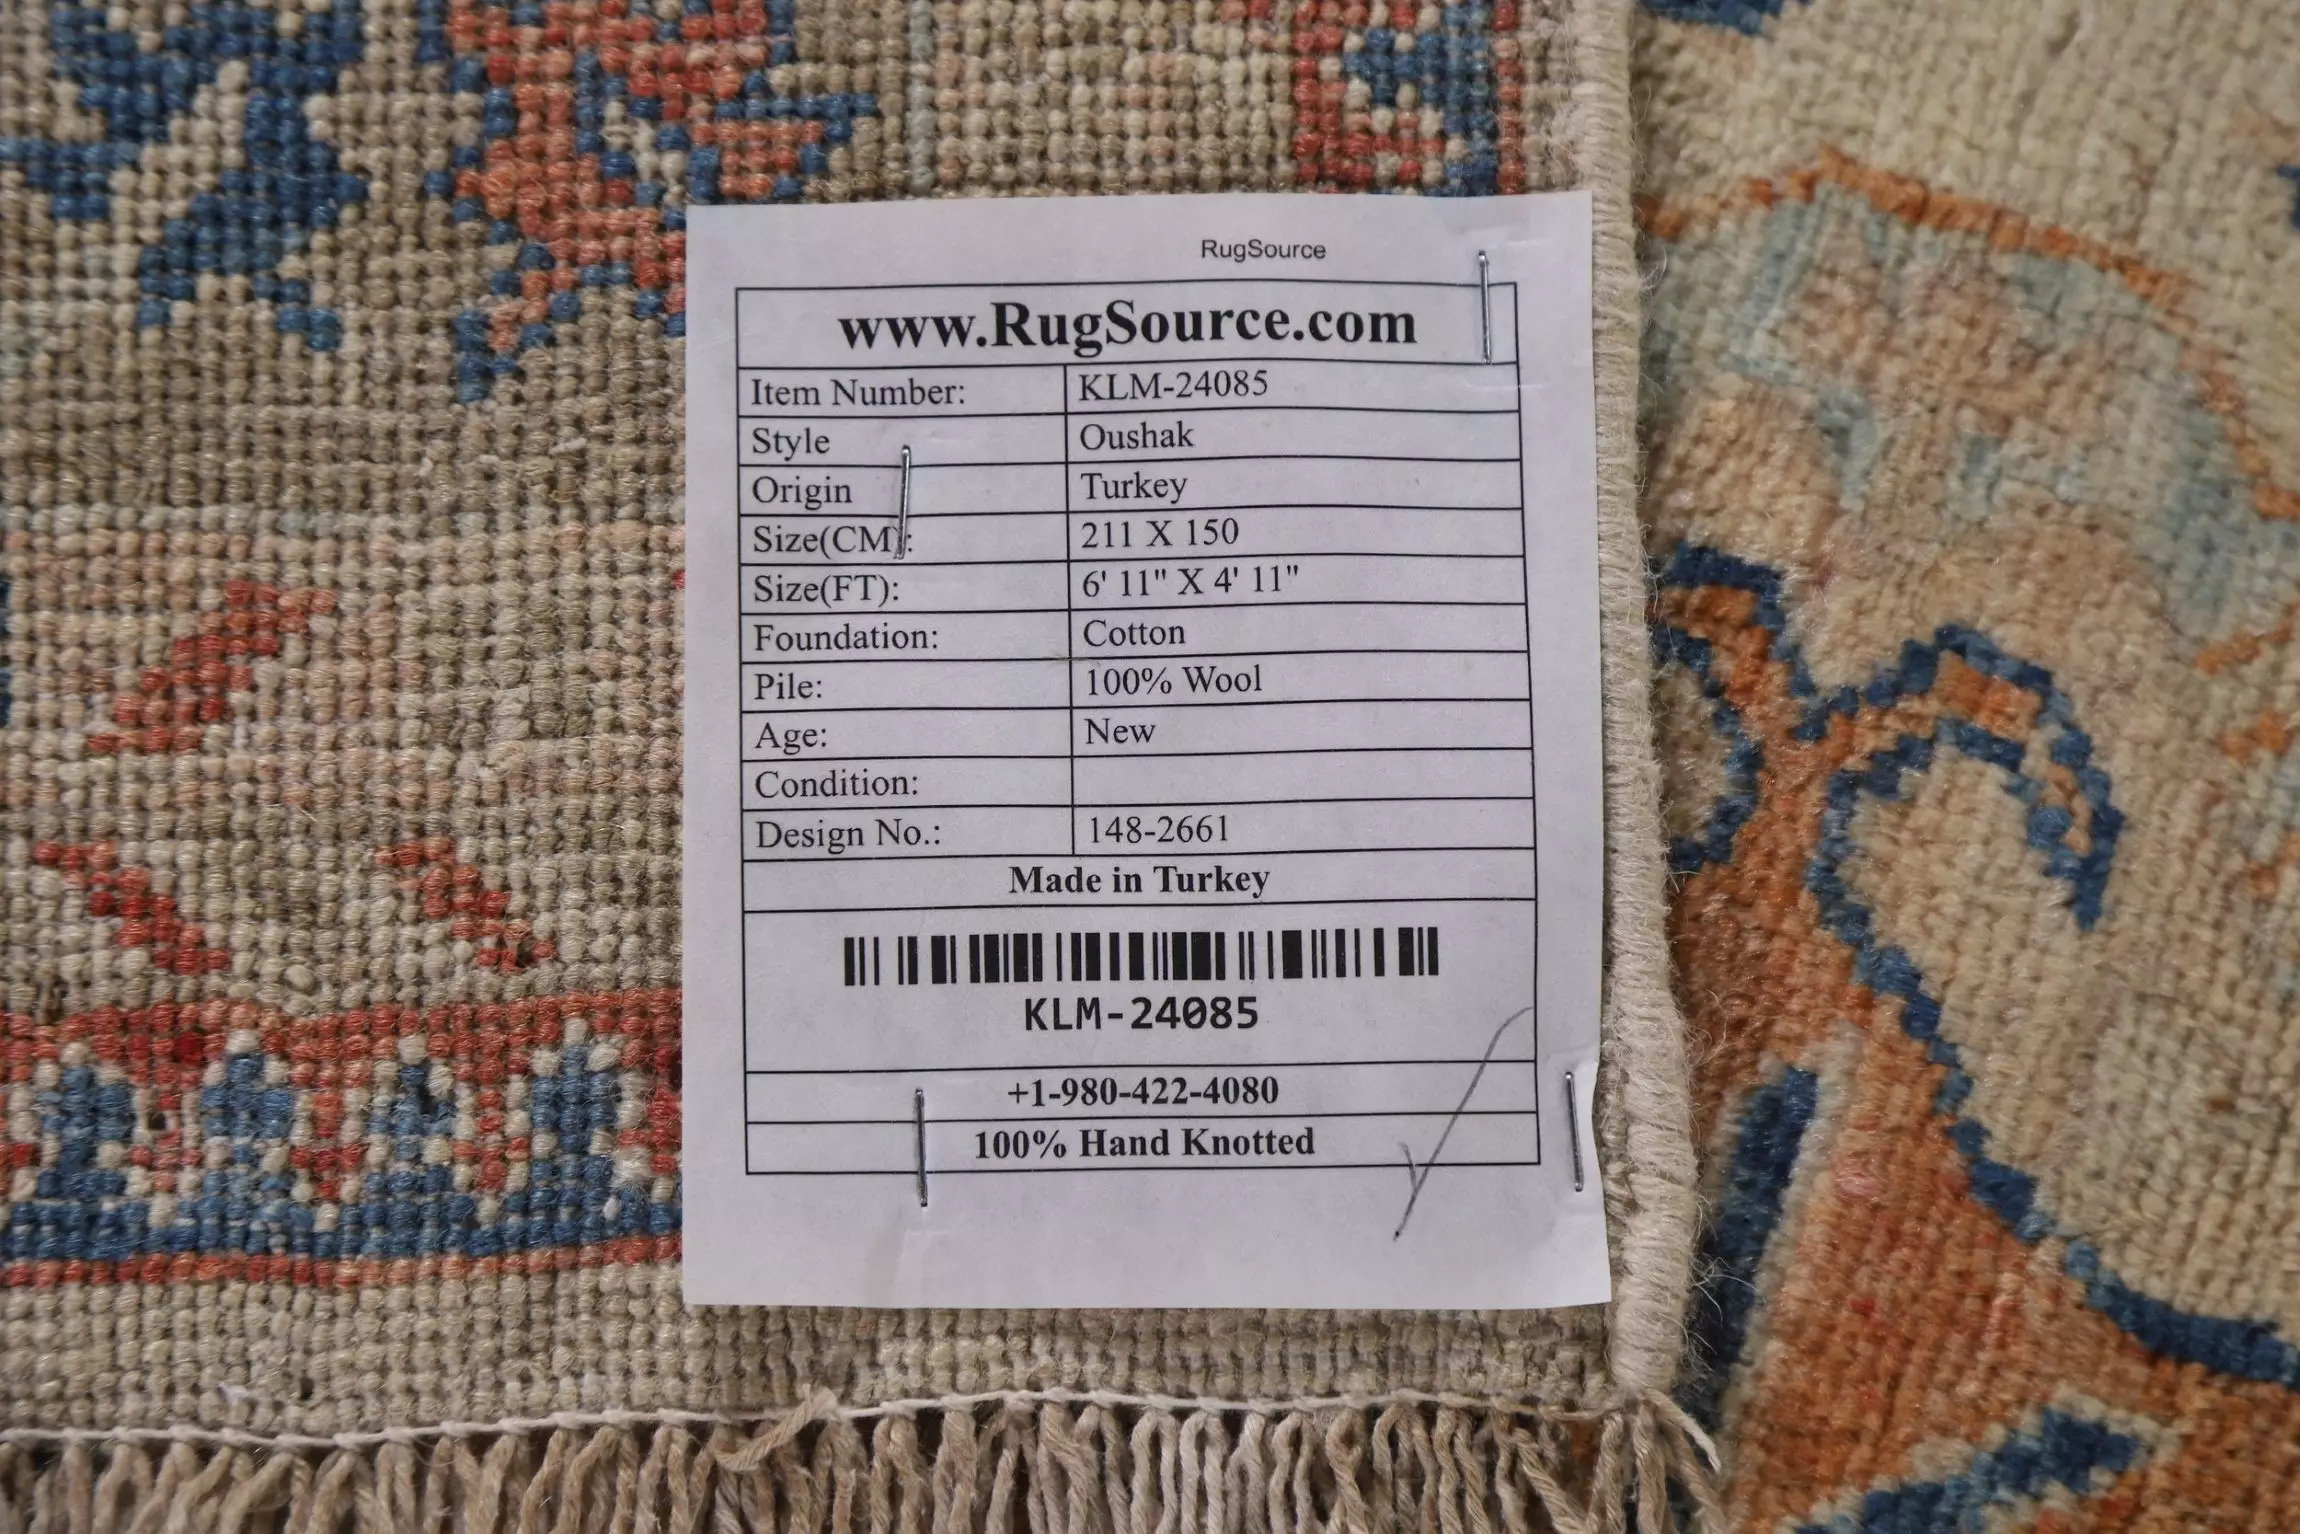 RugSource
www.RugSource.com
Item Number: KLM-24085
Style Oushak
Origin Turkey
Size(CM): 211 X 150
Size(FT): 6' 11" X 4' 11"
Foundation: Cotton
Pile: 100% Wool
Age: New
Condition:
Design No.: 148-2661
Made in Turkey
KLM-24085
+1-980-422-4080
100% Hand Knotted